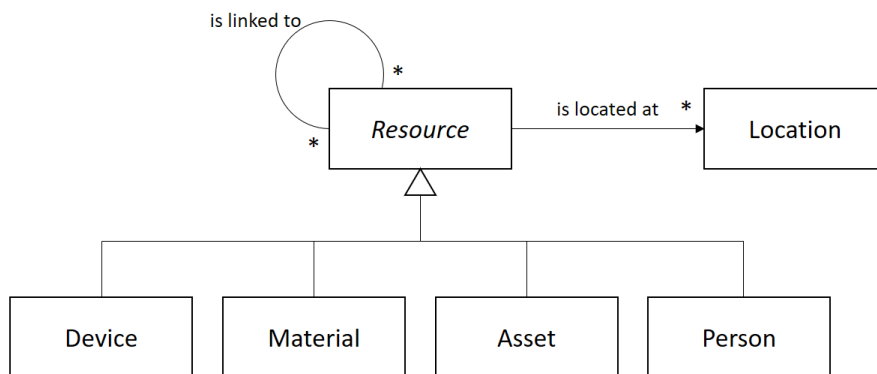 is linked to
*
*
Resource
is located at
*
Location
Device
Material
Asset
Person